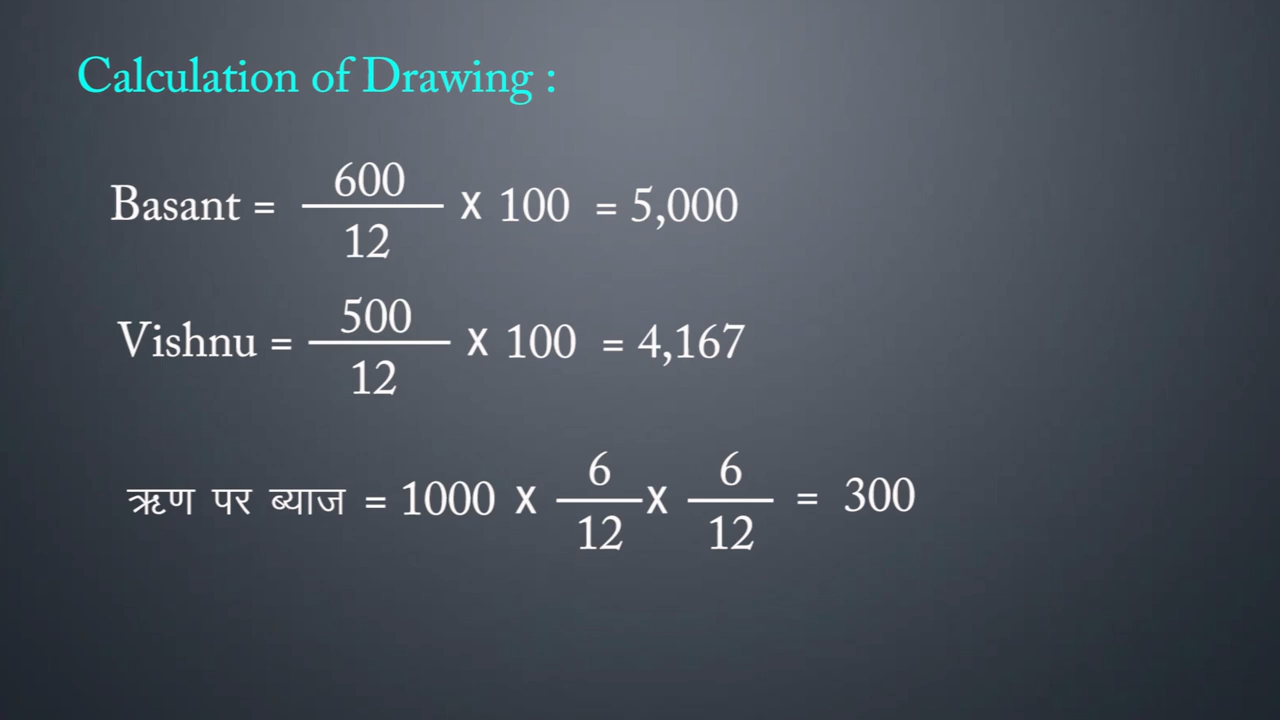 Calculation of Drawing :
Basant = 600/12 x 100 = 5,000
Vishnu = 500/12 x 100 = 4,167
ऋण पर ब्याज = 1000 x 6/12 x 6/12 = 300